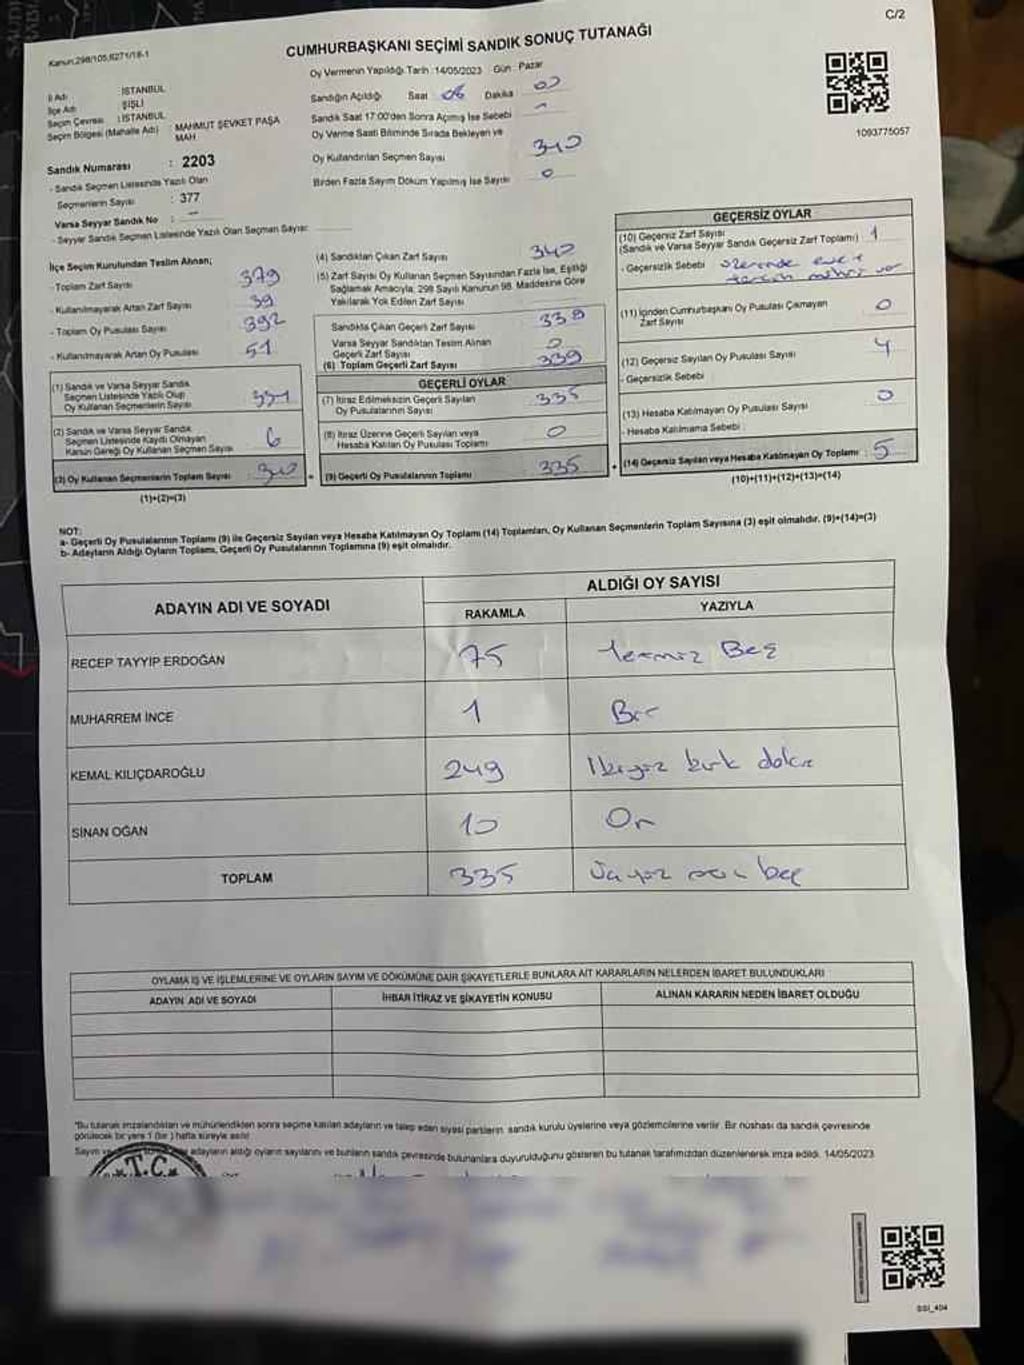 C/2
Kanun:298/105,6271/18-1
CUMHURBAŞKANI SEÇİMİ SANDIK SONUÇ TUTANAĞI
İl Adı : İSTANBUL
İlçe Adı : ŞİŞLİ
Seçim Çevresi : İSTANBUL
Seçim Bölgesi (Mahalle Adı) : MAHMUT ŞEVKET PAŞA MAH
Sandık Numarası : 2203
- Sandık Seçmen Listesinde Yazılı Olan
Seçmenlerin Sayısı : 377
Varsa Seyyar Sandık No : -
- Seyyar Sandık Seçmen Listesinde Yazılı Olan Seçmen Sayısı:
Oy Vermenin Yapıldığı Tarih :14/05/2023 Gün : Pazar
Sandığın Açıldığı Saat Dakika
Sandık Saat 17:00'den Sonra Açılmış İse Sebebi
Oy Verme Saati Bitiminde Sırada Bekleyen ve
Oy Kullandırılan Seçmen Sayısı 340
Birden Fazla Sayım Döküm Yapılmış İse Sayısı 0
1093775057
İlçe Seçim Kurulundan Teslim Alınan;
- Toplam Zarf Sayısı 379
- Kullanılmayarak Artan Zarf Sayısı 39
- Toplam Oy Pusulası Sayısı 392
- Kullanılmayarak Artan Oy Pusulası 51
(1) Sandık ve Varsa Seyyar Sandık
Seçmen Listesinde Yazılı Olup
Oy Kullanan Seçmenlerin Sayısı
(2) Sandık ve Varsa Seyyar Sandık
Seçmen Listesinde Kaydı Olmayan
Kanun Gereği Oy Kullanan Seçmen Sayısı 6
(3) Oy Kullanan Seçmenlerin Toplam Sayısı 340
(1)+(2)=(3)
(4) Sandıktan Çıkan Zarf Sayısı 340
(5) Zarf Sayısı Oy Kullanan Seçmen Sayısından Fazla İse, Eşitliği
Sağlamak Amacıyla, 298 Sayılı Kanunun 98. Maddesine Göre
Yakılarak Yok Edilen Zarf Sayısı
Sandıkta Çıkan Geçerli Zarf Sayısı 339
Varsa Seyyar Sandıktan Teslim Alınan
Geçerli Zarf Sayısı 0
(6) Toplam Geçerli Zarf Sayısı 339
GEÇERLİ OYLAR
(7) İtiraz Edilmeksizin Geçerli Sayılan
Oy Pusulalarının Sayısı 335
(8) İtiraz Üzerine Geçerli Sayılan veya
Hesaba Katılan Oy Pusulaları Toplamı 0
+ (9) Geçerli Oy Pusulalarının Toplamı 335
GEÇERSİZ OYLAR
(10) Geçersiz Zarf Sayısı
(Sandık ve Varsa Seyyar Sandık Geçersiz Zarf Toplamı) 1
- Geçersizlik Sebebi üzerinde evet
tercih mührü var
(11) İçinden Cumhurbaşkanı Oy Pusulası Çıkmayan
Zarf Sayısı 0
(12) Geçersiz Sayılan Oy Pusulası Sayısı 4
- Geçersizlik Sebebi
(13) Hesaba Katılmayan Oy Pusulası Sayısı 0
- Hesaba Katılmama Sebebi :
+ (14) Geçersiz Sayılan veya Hesaba Katılmayan Oy Toplamı : 5
(10)+(11)+(12)+(13)=(14)
NOT:
a- Geçerli Oy Pusulalarının Toplamı (9) ile Geçersiz Sayılan veya Hesaba Katılmayan Oy Toplamı (14) Toplamları, Oy Kullanan Seçmenlerin Toplam Sayısına (3) eşit olmalıdır. (9)+(14)=(3)
b- Adayların Aldığı Oyların Toplamı, Geçerli Oy Pusulalarının Toplamına (9) eşit olmalıdır.
ADAYIN ADI VE SOYADI ALDIĞI OY SAYISI
RAKAMLA YAZIYLA
RECEP TAYYİP ERDOĞAN 75 Yetmiş Beş
MUHARREM İNCE 1 Bir
KEMAL KILIÇDAROĞLU 249 İkiyüz kırk dokuz
SİNAN OĞAN 10 On
TOPLAM 335 Üçyüz otuz beş
OYLAMA İŞ VE İŞLEMLERİNE VE OYLARIN SAYIM VE DÖKÜMÜNE DAİR ŞİKAYETLERLE BUNLARA AİT KARARLARIN NELERDEN İBARET BULUNDUKLARI
ADAYIN ADI VE SOYADI İHBAR İTİRAZ VE ŞİKAYETİN KONUSU ALINAN KARARIN NEDEN İBARET OLDUĞU
*Bu tutanak imzalandıktan ve mühürlendikten sonra seçime katılan adayların ve talep eden siyasi partilerin sandık kurulu üyelerine veya gözlemcilerine verilir. Bir nüshası da sandık çevresinde
görülecek bir yere 1 (bir) hafta süreyle asılır.
Sayım ve adayların aldığı oyların sayılarını ve bunların sandık çevresinde bulunanlara duyurulduğunu gösteren bu tutanak tarafımızdan düzenlenerek imza edildi. 14/05/2023
T.C.
SSI_404